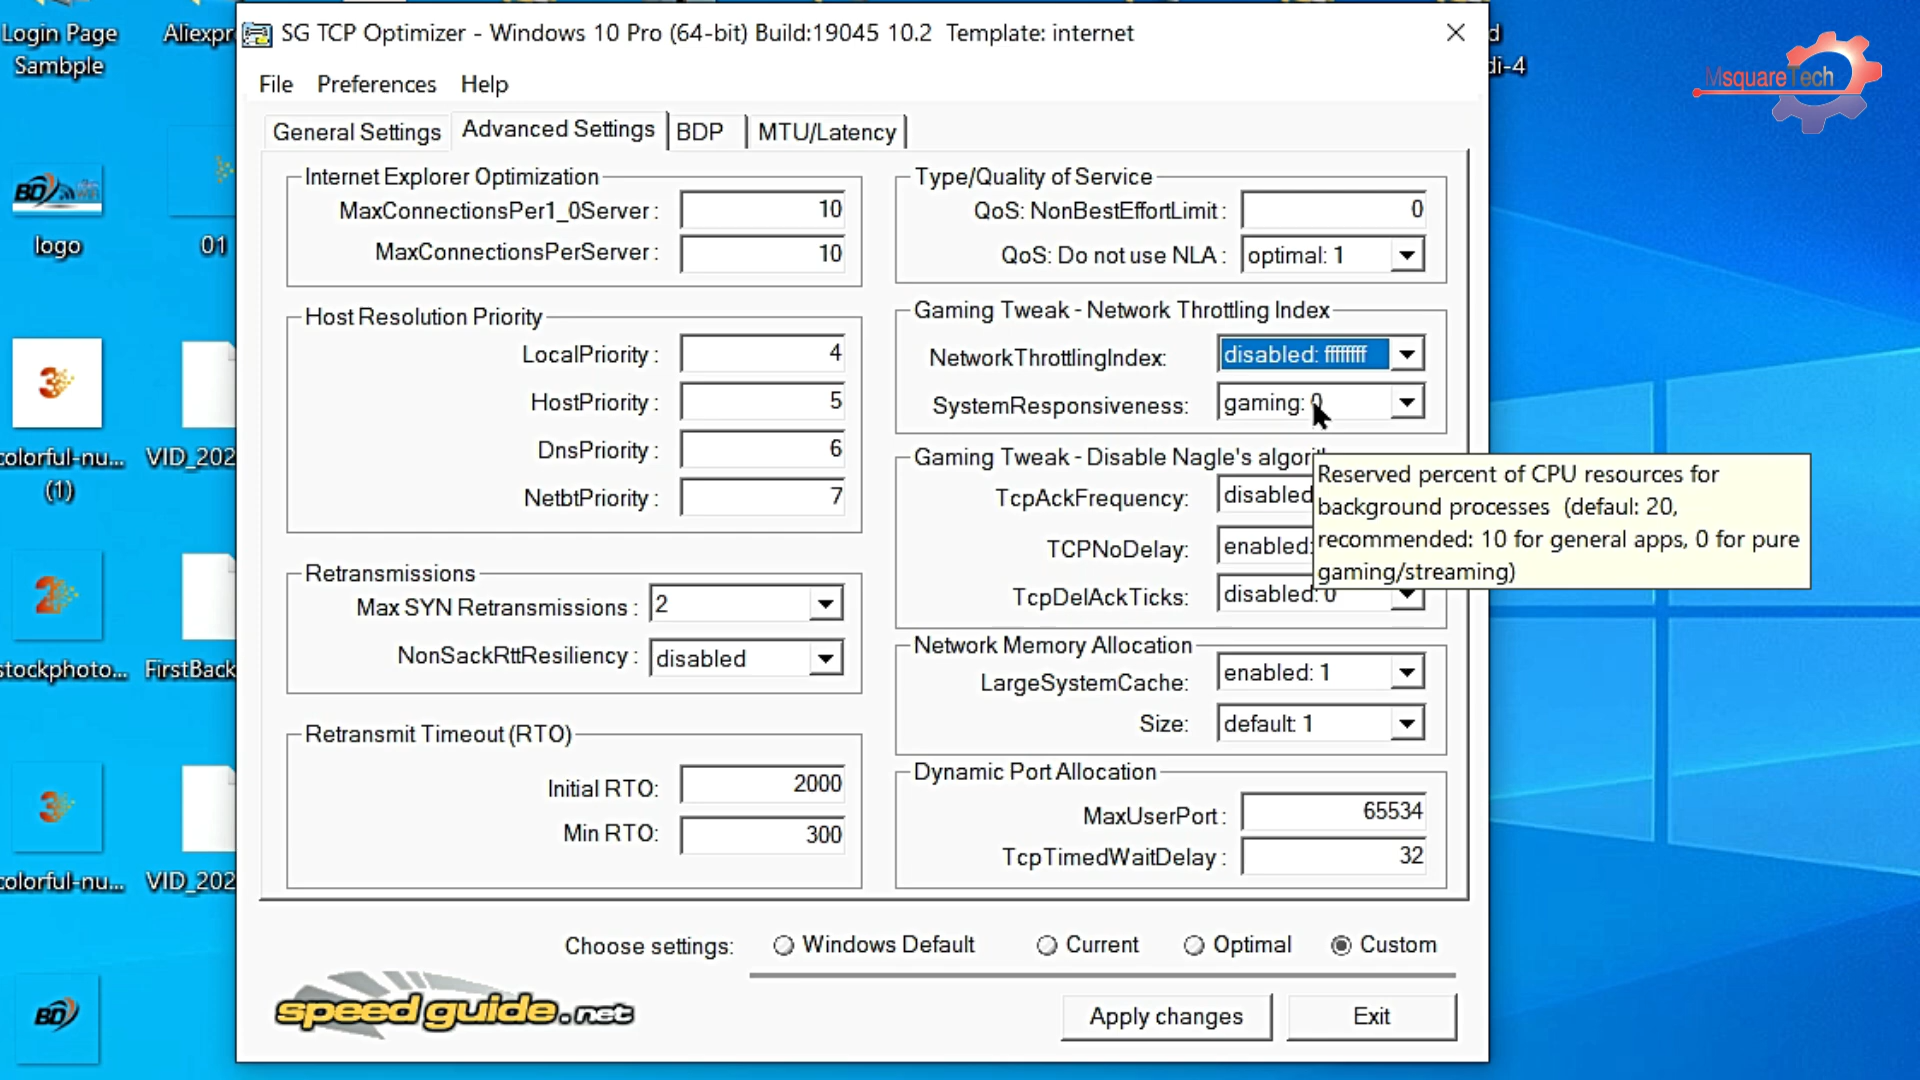 Login Page
Sambple
Aliexpr
logo
01
colorful-nu...
(1)
VID_202
stockphoto...
FirstBack
colorful-nu...
VID_202
d
di-4
MsquareTech
SG TCP Optimizer - Windows 10 Pro (64-bit) Build:19045 10.2 Template: internet
File Preferences Help
General Settings Advanced Settings BDP MTU/Latency
Internet Explorer Optimization
MaxConnectionsPer1_0Server : 10
MaxConnectionsPerServer : 10
Host Resolution Priority
LocalPriority : 4
HostPriority : 5
DnsPriority : 6
NetbtPriority : 7
Retransmissions
Max SYN Retransmissions : 2
NonSackRttResiliency : disabled
Retransmit Timeout (RTO)
Initial RTO: 2000
Min RTO: 300
Type/Quality of Service
QoS: NonBestEffortLimit : 0
QoS: Do not use NLA : optimal: 1
Gaming Tweak - Network Throttling Index
NetworkThrottlingIndex: disabled: ffffffff
SystemResponsiveness: gaming: 0
Gaming Tweak - Disable Nagle's algorit
TcpAckFrequency: disabled
TCPNoDelay: enabled:
TcpDelAckTicks: disabled: 0
Reserved percent of CPU resources for
background processes (defaul: 20,
recommended: 10 for general apps, 0 for pure
gaming/streaming)
Network Memory Allocation
LargeSystemCache: enabled: 1
Size: default: 1
Dynamic Port Allocation
MaxUserPort : 65534
TcpTimedWaitDelay : 32
Choose settings: Windows Default Current Optimal Custom
speedguide.net
Apply changes Exit